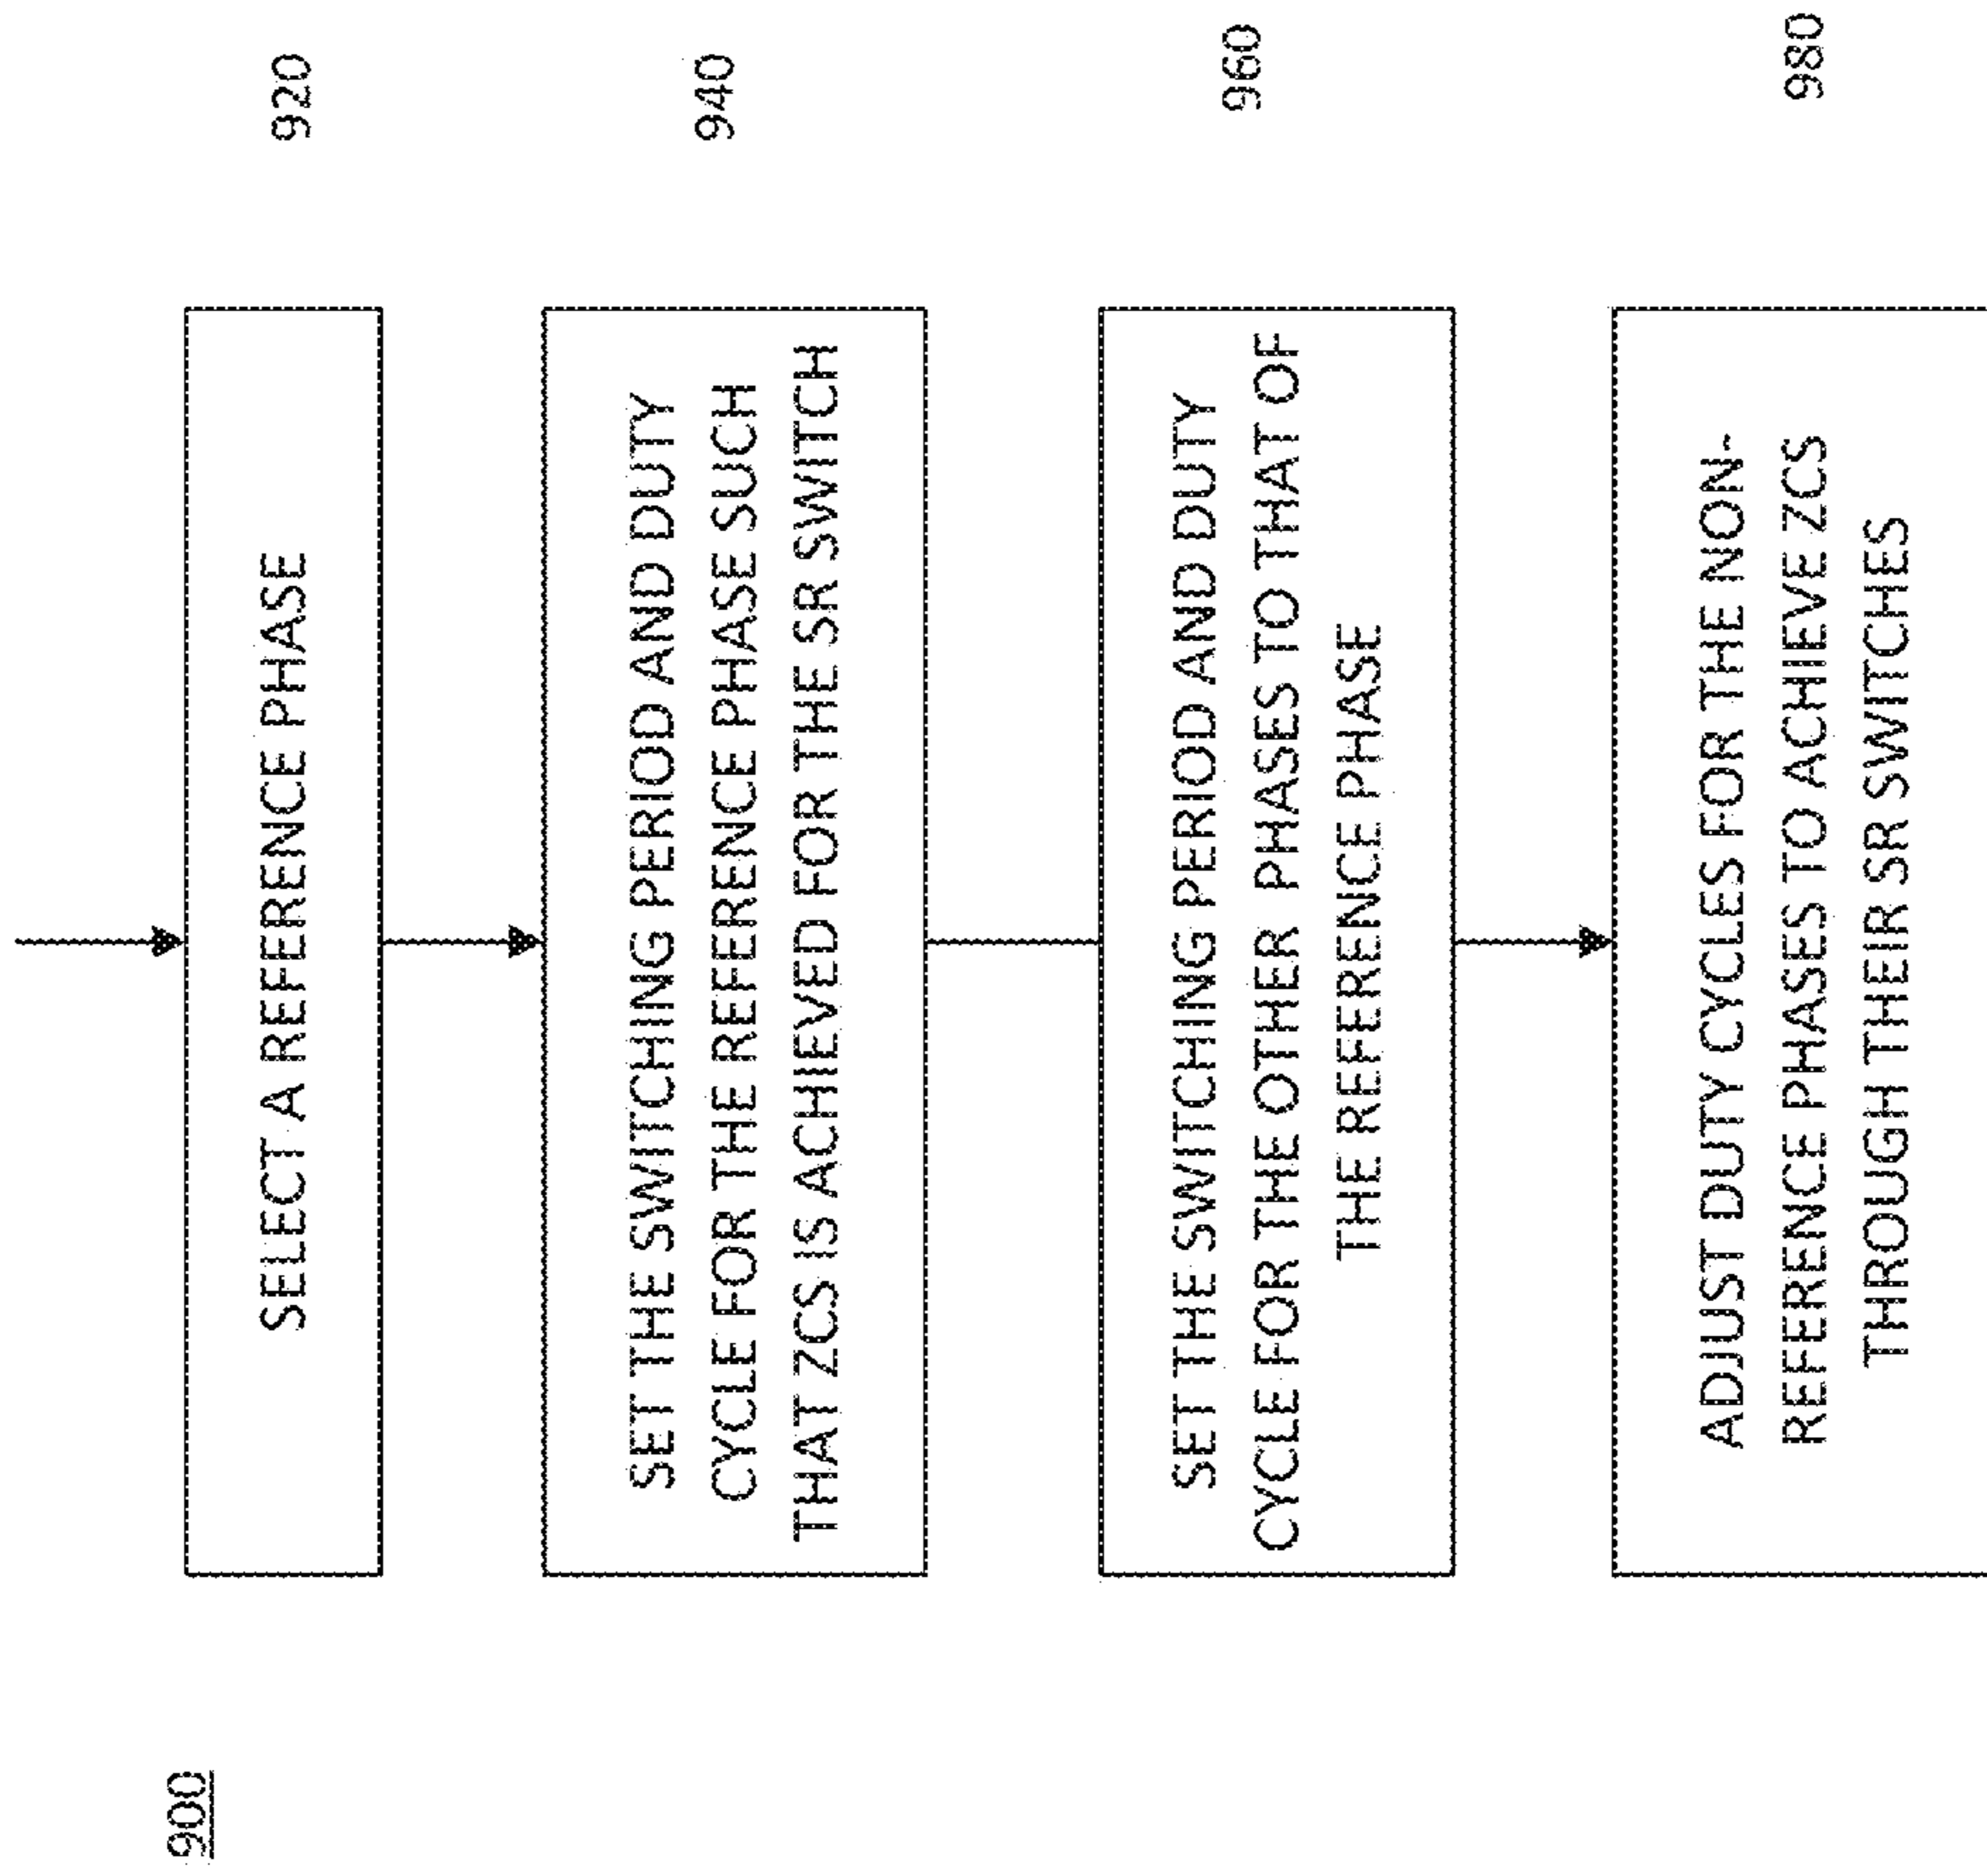 900
SELECT A REFERENCE PHASE
920
SET THE SWITCHING PERIOD AND DUTY
CYCLE FOR THE REFERENCE PHASE SUCH
THAT ZCS IS ACHIEVED FOR THE SR SWITCH
940
SET THE SWITCHING PERIOD AND DUTY
CYCLE FOR THE OTHER PHASES TO THAT OF
THE REFERENCE PHASE
960
ADJUST DUTY CYCLES FOR THE NON-
REFERENCE PHASES TO ACHIEVE ZCS
THROUGH THEIR SR SWITCHES
980